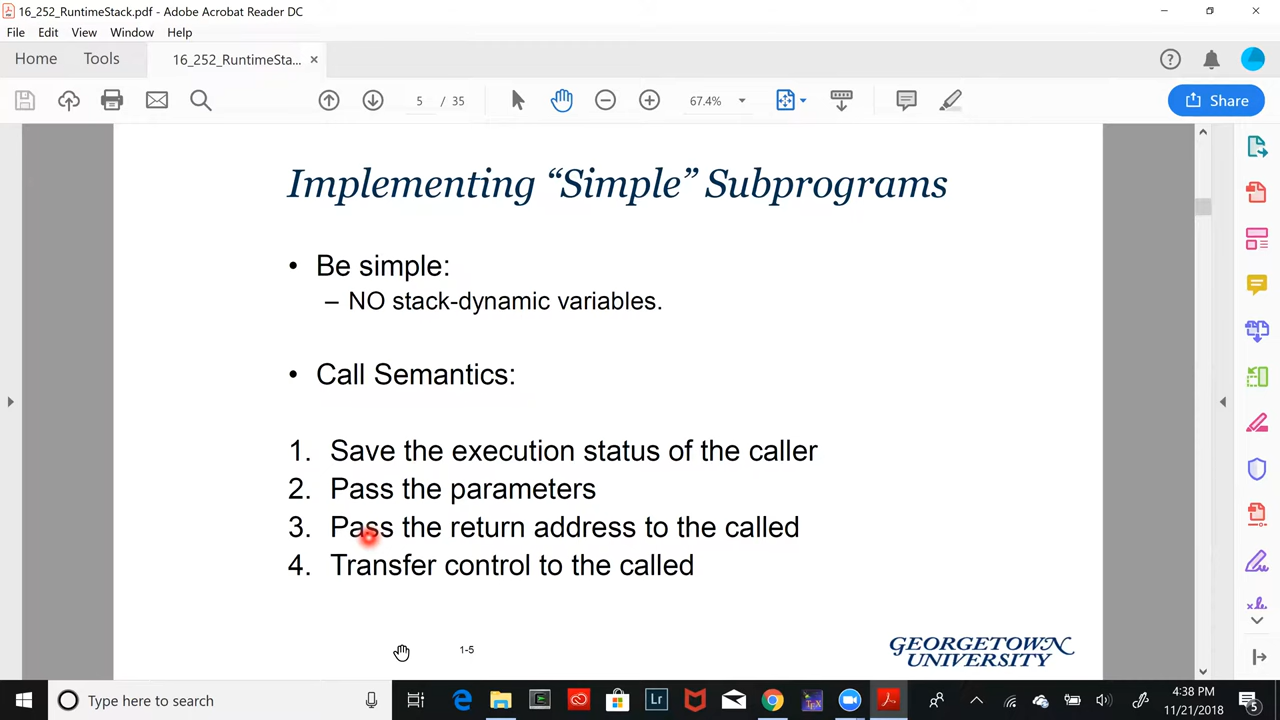 16_252_RuntimeStack.pdf - Adobe Acrobat Reader DC
File Edit View Window Help
Home Tools 16_252_RuntimeSta... ×
5 / 35 67.4% Share
Implementing “Simple” Subprograms
• Be simple:
– NO stack-dynamic variables.
• Call Semantics:
1. Save the execution status of the caller
2. Pass the parameters
3. Pass the return address to the called
4. Transfer control to the called
1-5
GEORGETOWN
UNIVERSITY
Type here to search
Lr
TEX
4:38 PM
11/21/2018
5